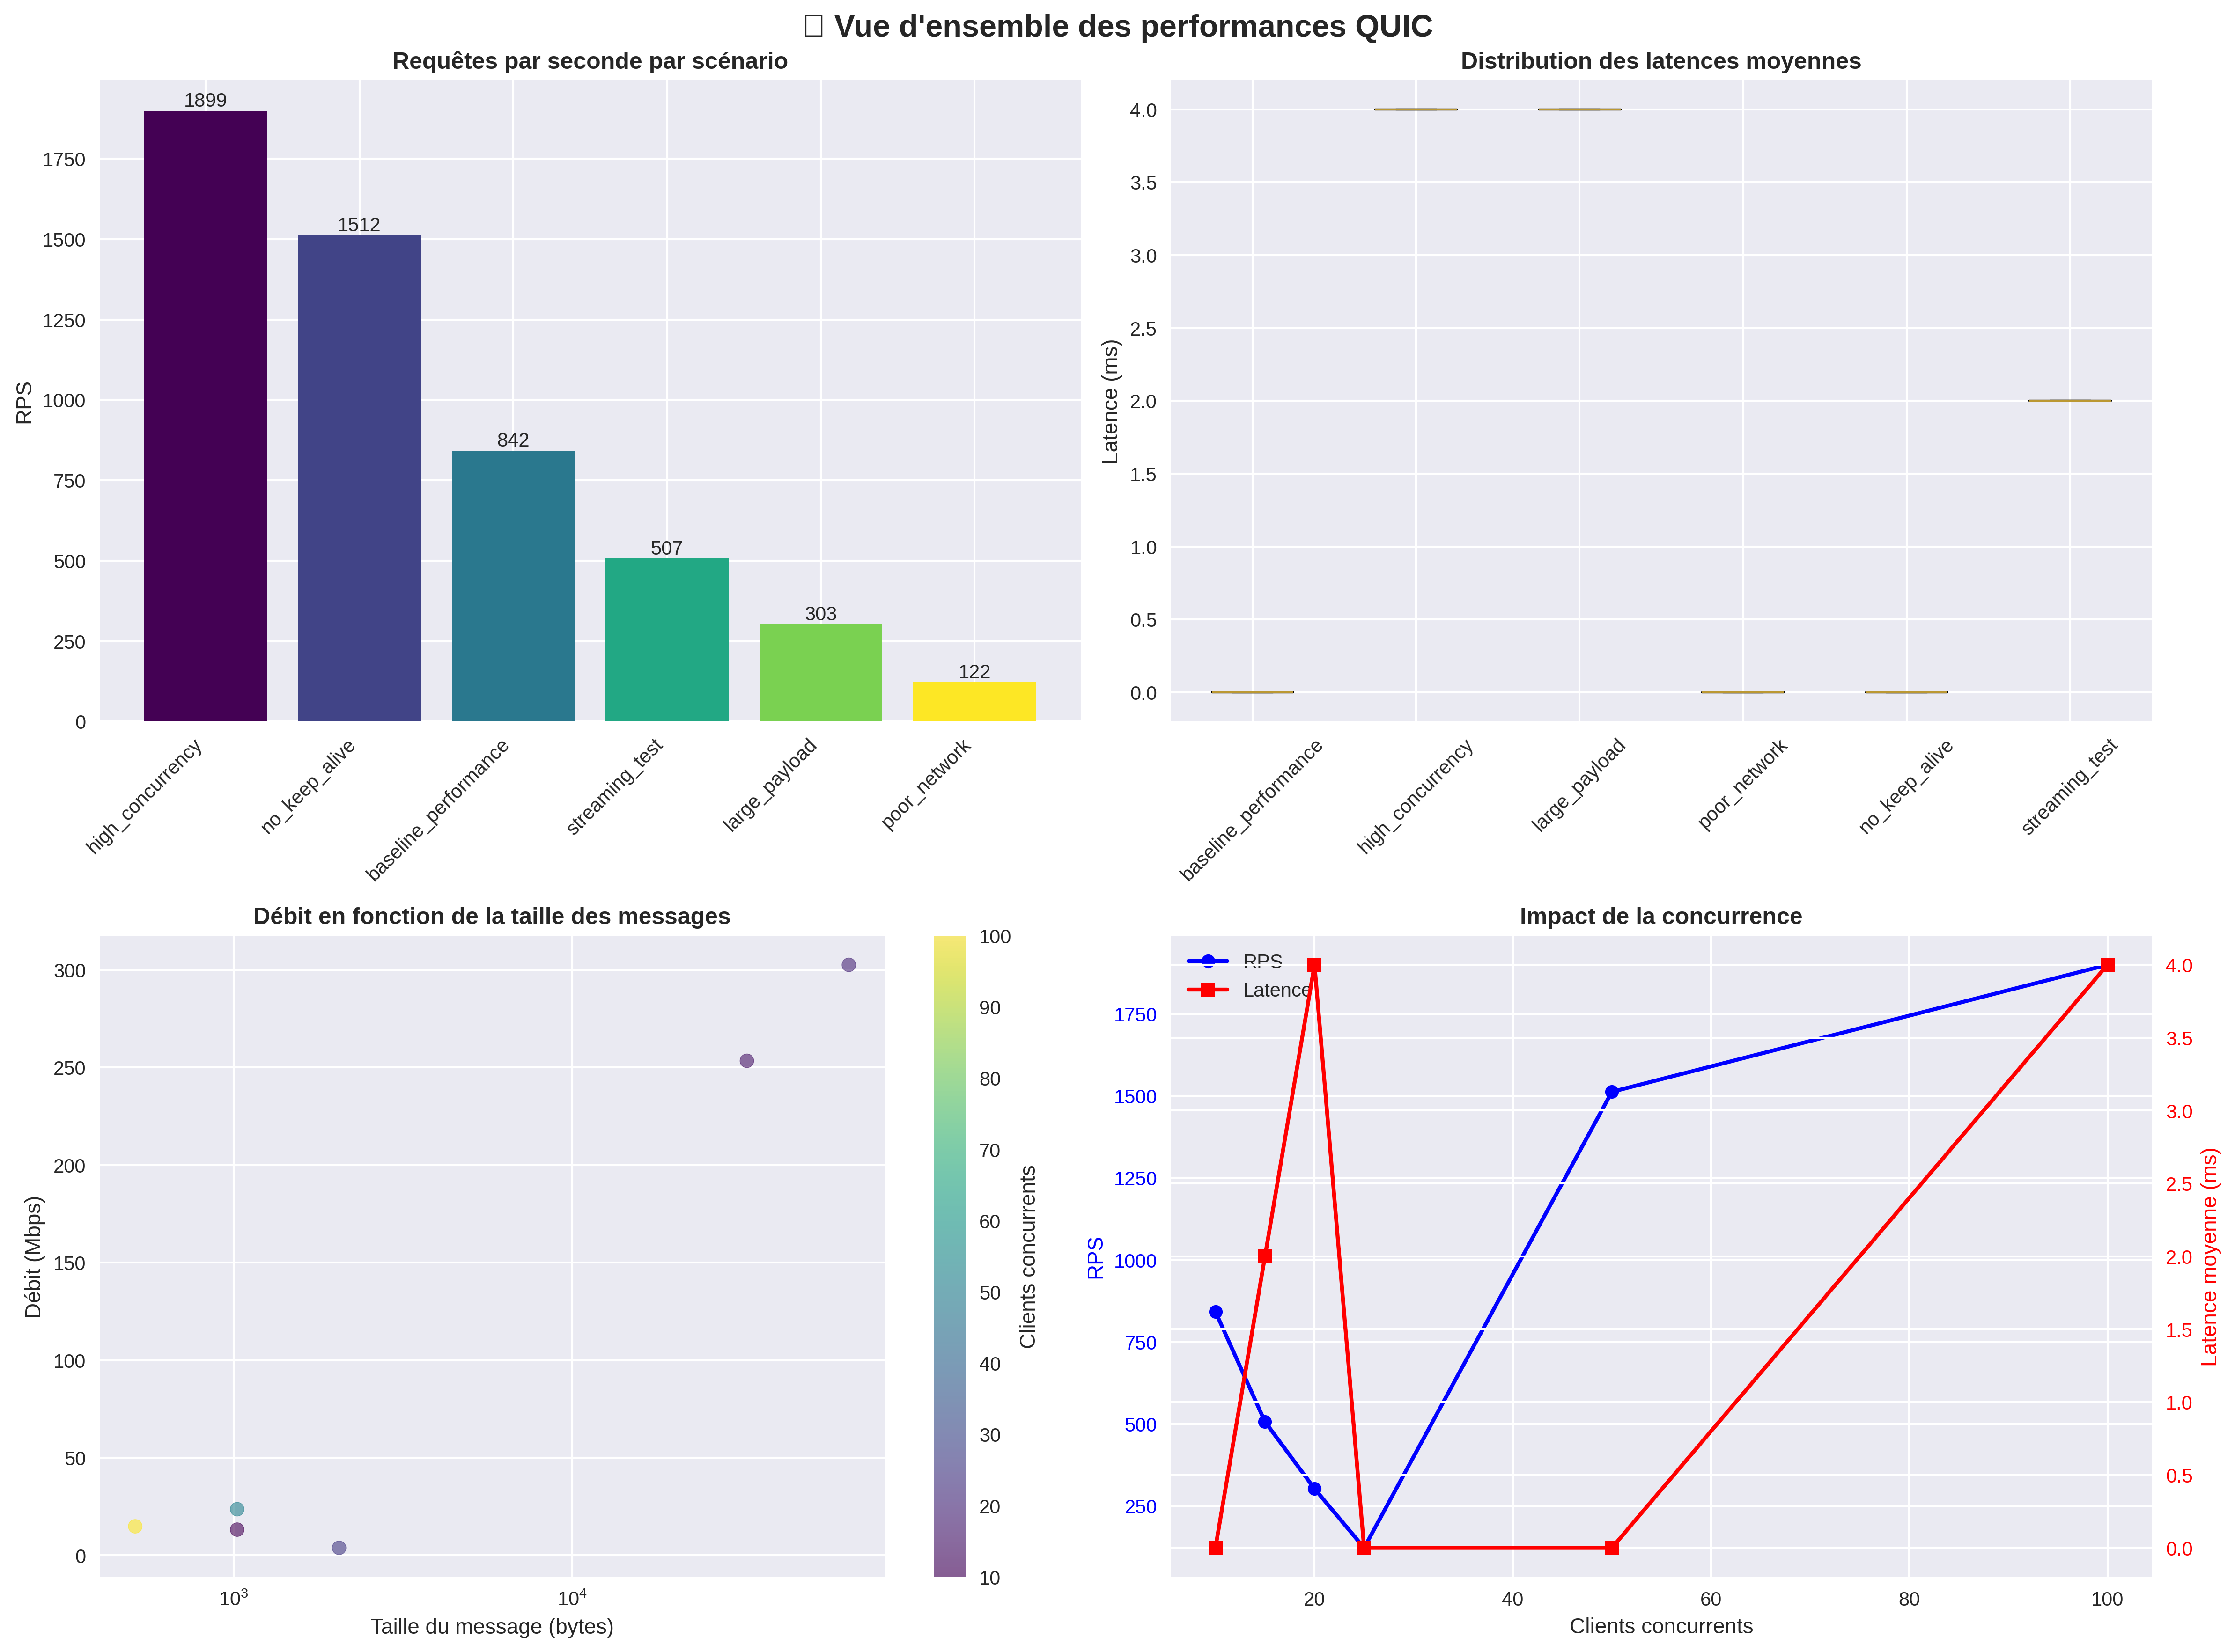 Vue d'ensemble des performances QUIC
Requêtes par seconde par scénario
1899
1512
842
507
303
122
1750
1500
1250
1000
750
500
250
0
RPS
high_concurrency
no_keep_alive
baseline_performance
streaming_test
large_payload
poor_network
Distribution des latences moyennes
4.0
3.5
3.0
2.5
2.0
1.5
1.0
0.5
0.0
Latence (ms)
baseline_performance
high_concurrency
large_payload
poor_network
no_keep_alive
streaming_test
Débit en fonction de la taille des messages
300
250
200
150
100
50
0
Débit (Mbps)
10³
10⁴
Taille du message (bytes)
100
90
80
70
60
50
40
30
20
10
Clients concurrents
Impact de la concurrence
RPS
Latence
1750
1500
1250
1000
750
500
250
RPS
20
40
60
80
100
Clients concurrents
4.0
3.5
3.0
2.5
2.0
1.5
1.0
0.5
0.0
Latence moyenne (ms)